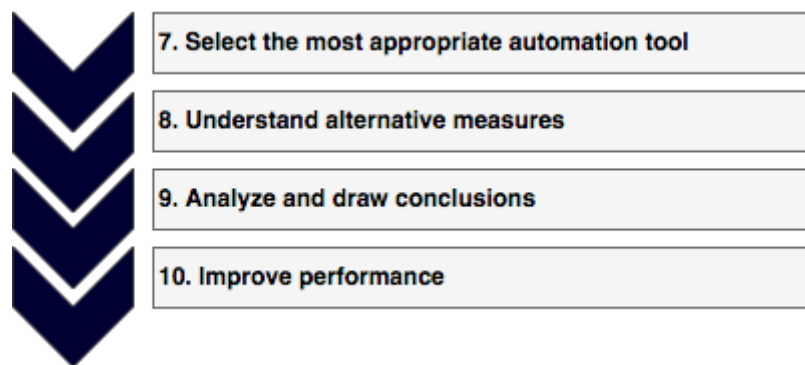 7. Select the most appropriate automation tool
8. Understand alternative measures
9. Analyze and draw conclusions
10. Improve performance